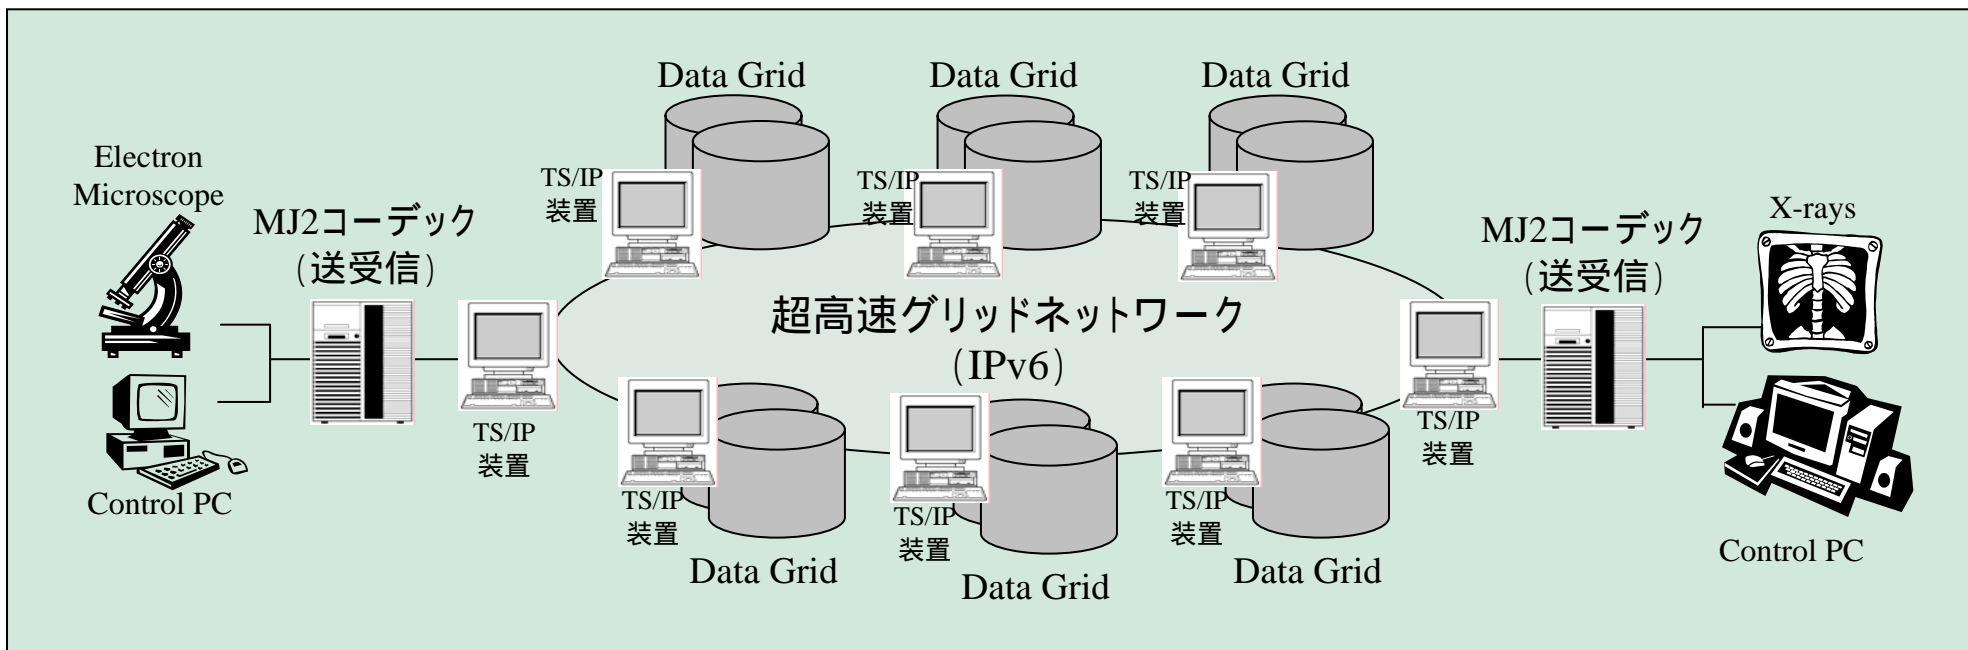 Data Grid
Data Grid
Data Grid
Electron
Microscope
MJ2コーデック
(送受信)
TS/IP
装置
TS/IP
装置
TS/IP
装置
MJ2コーデック
(送受信)
X-rays
超高速グリッドネットワーク
(IPv6)
Control PC
TS/IP
装置
TS/IP
装置
TS/IP
装置
TS/IP
装置
TS/IP
装置
Control PC
Data Grid
Data Grid
Data Grid